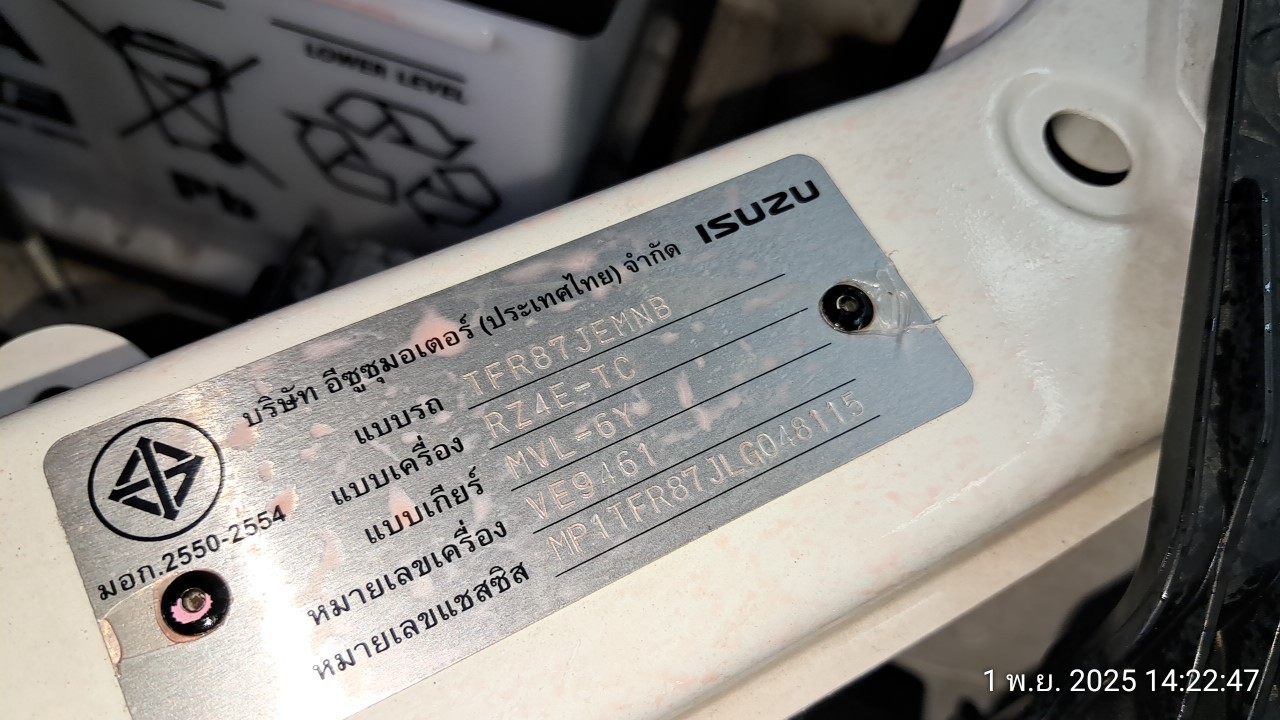 LOWER LEVEL
Pb
ISUZU
บริษัท อีซูซุมอเตอร์ (ประเทศไทย) จำกัด
แบบรถ TFR87JEMNB
แบบเครื่อง RZ4E-TC
แบบเกียร์ MVL-6Y
หมายเลขเครื่อง VE9461
หมายเลขแชสซิส MP1TFR87JLG048115
มอก.2550-2554
1 พ.ย. 2025 14:22:47